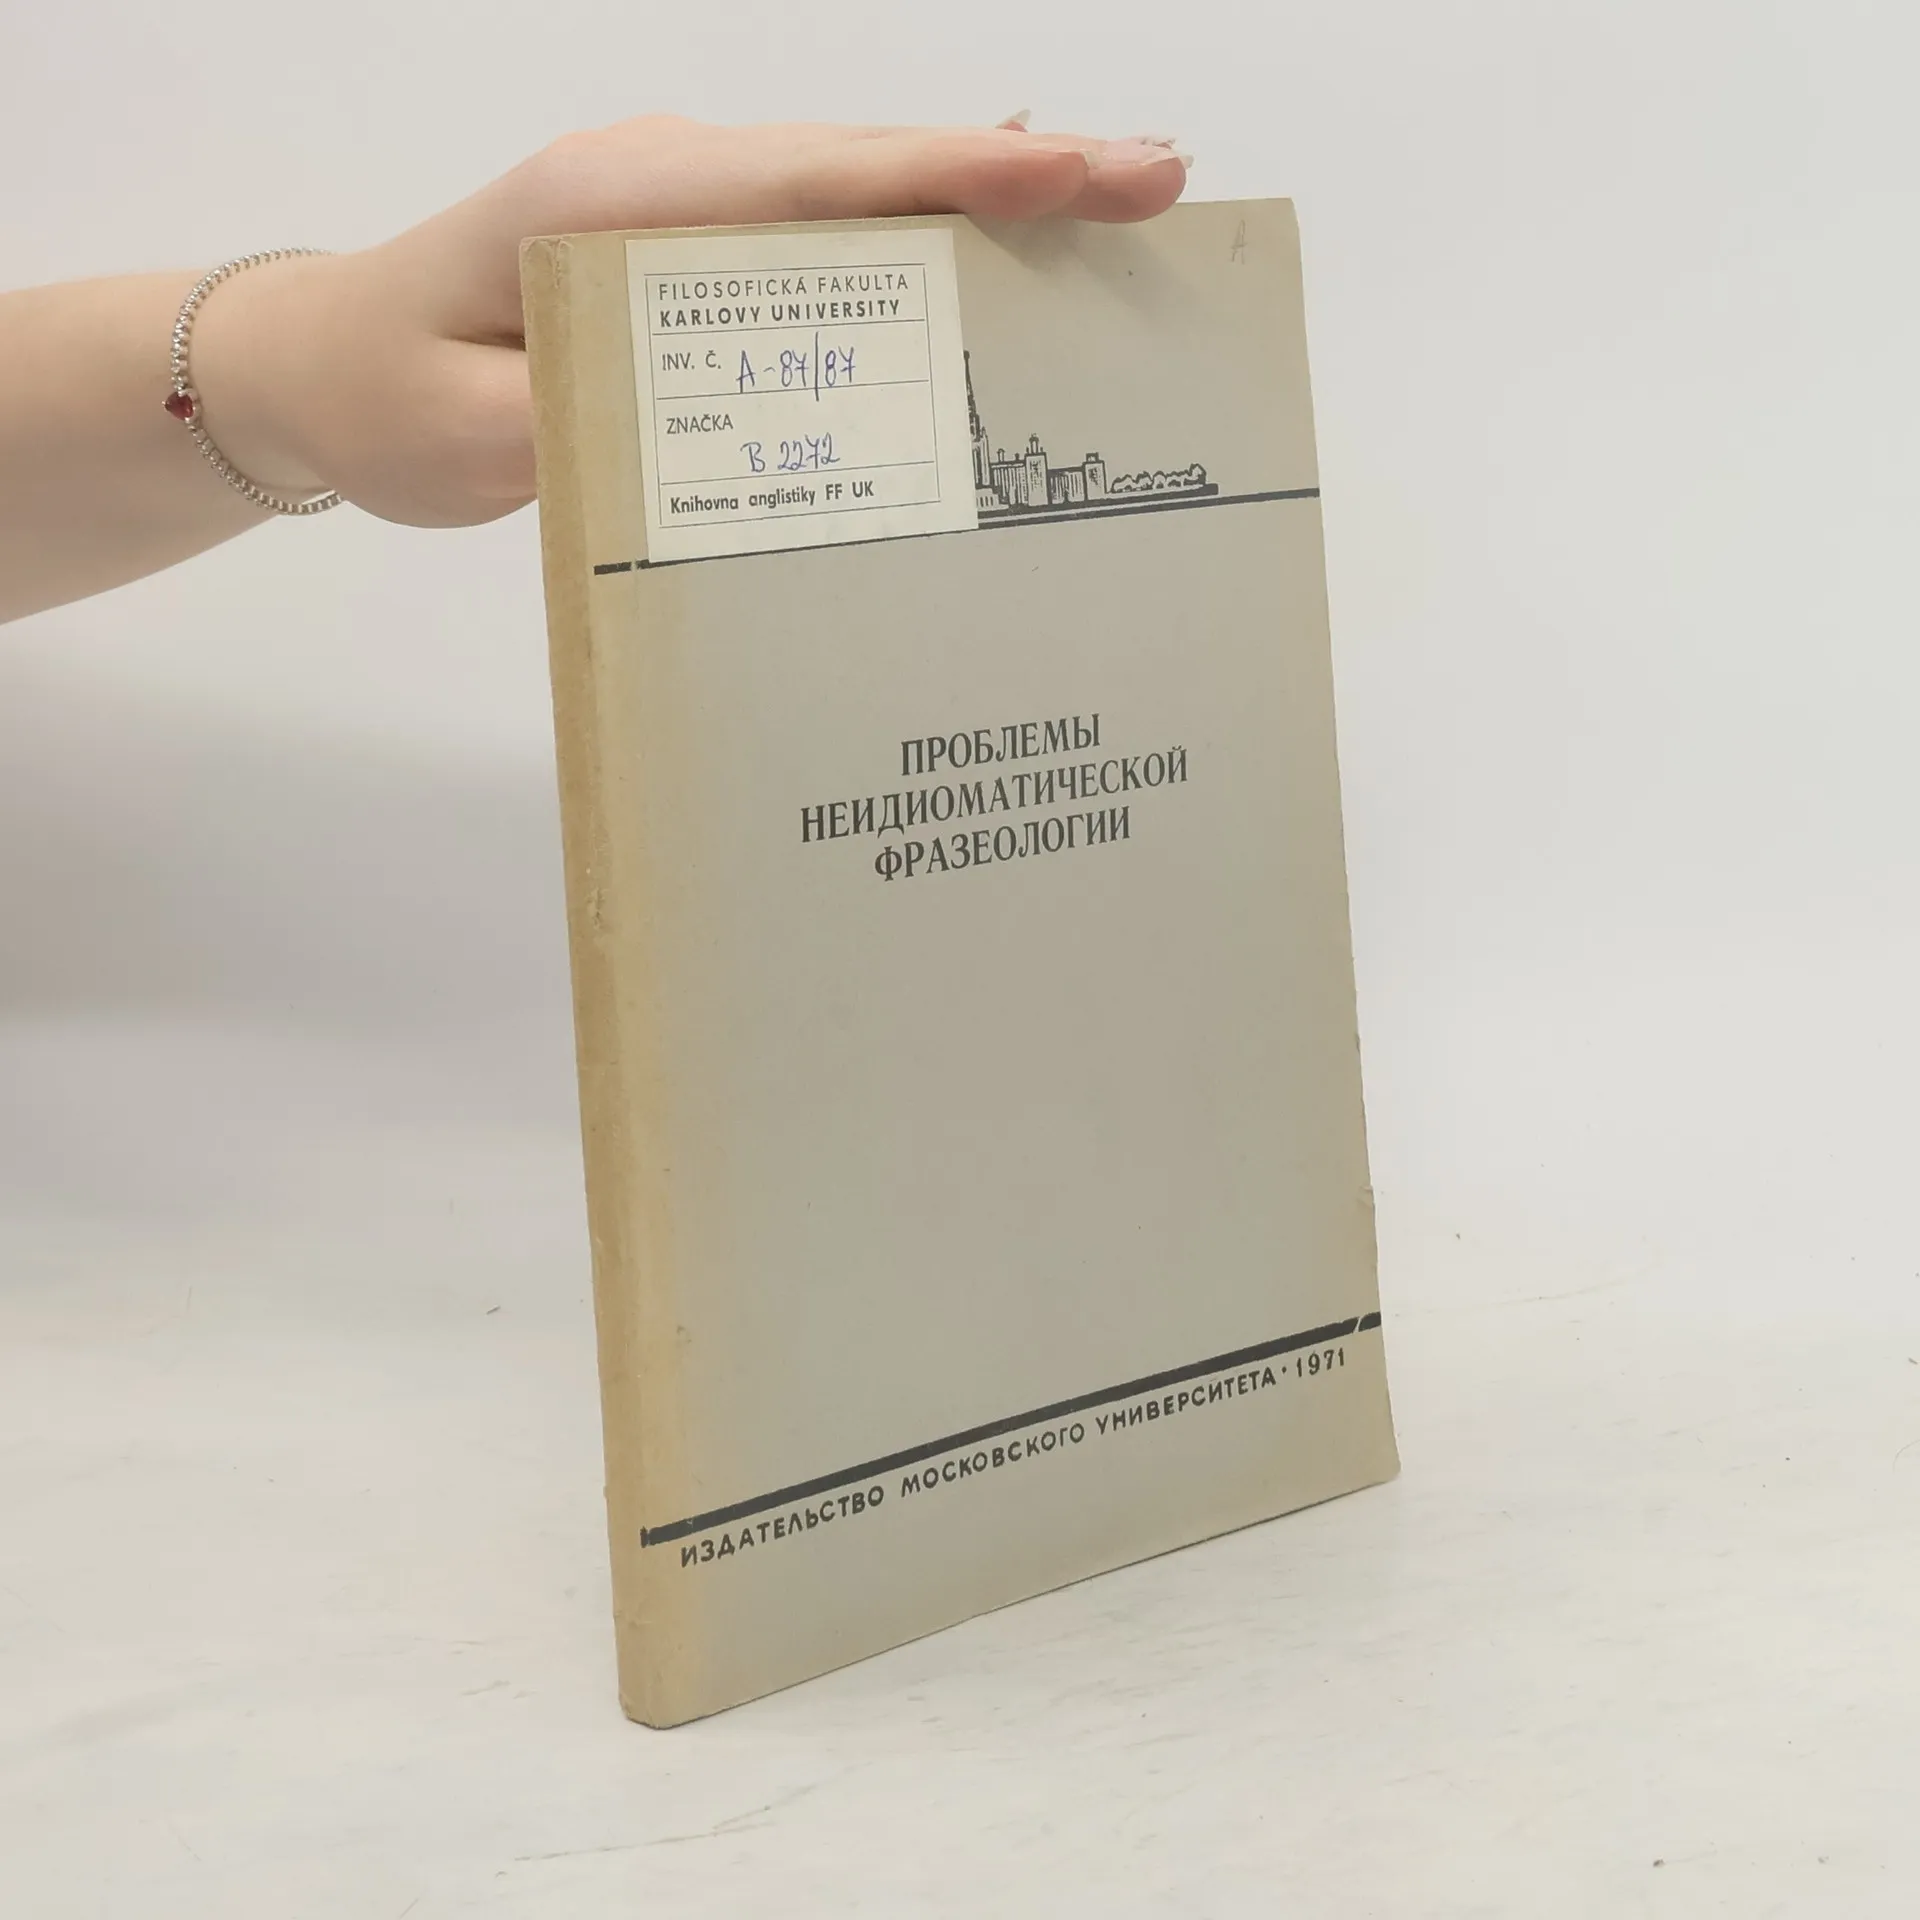 FILOSOFICKÁ FAKULTA
KARLOVY UNIVERSITY
INV. Č. A-87/87
ZNAČKA
B 2272
Knihovna anglistiky FF UK
A
ПРОБЛЕМЫ
НЕИДИОМАТИЧЕСКОЙ
ФРАЗЕОЛОГИИ
ИЗДАТЕЛЬСТВО МОСКОВСКОГО УНИВЕРСИТЕТА · 1971